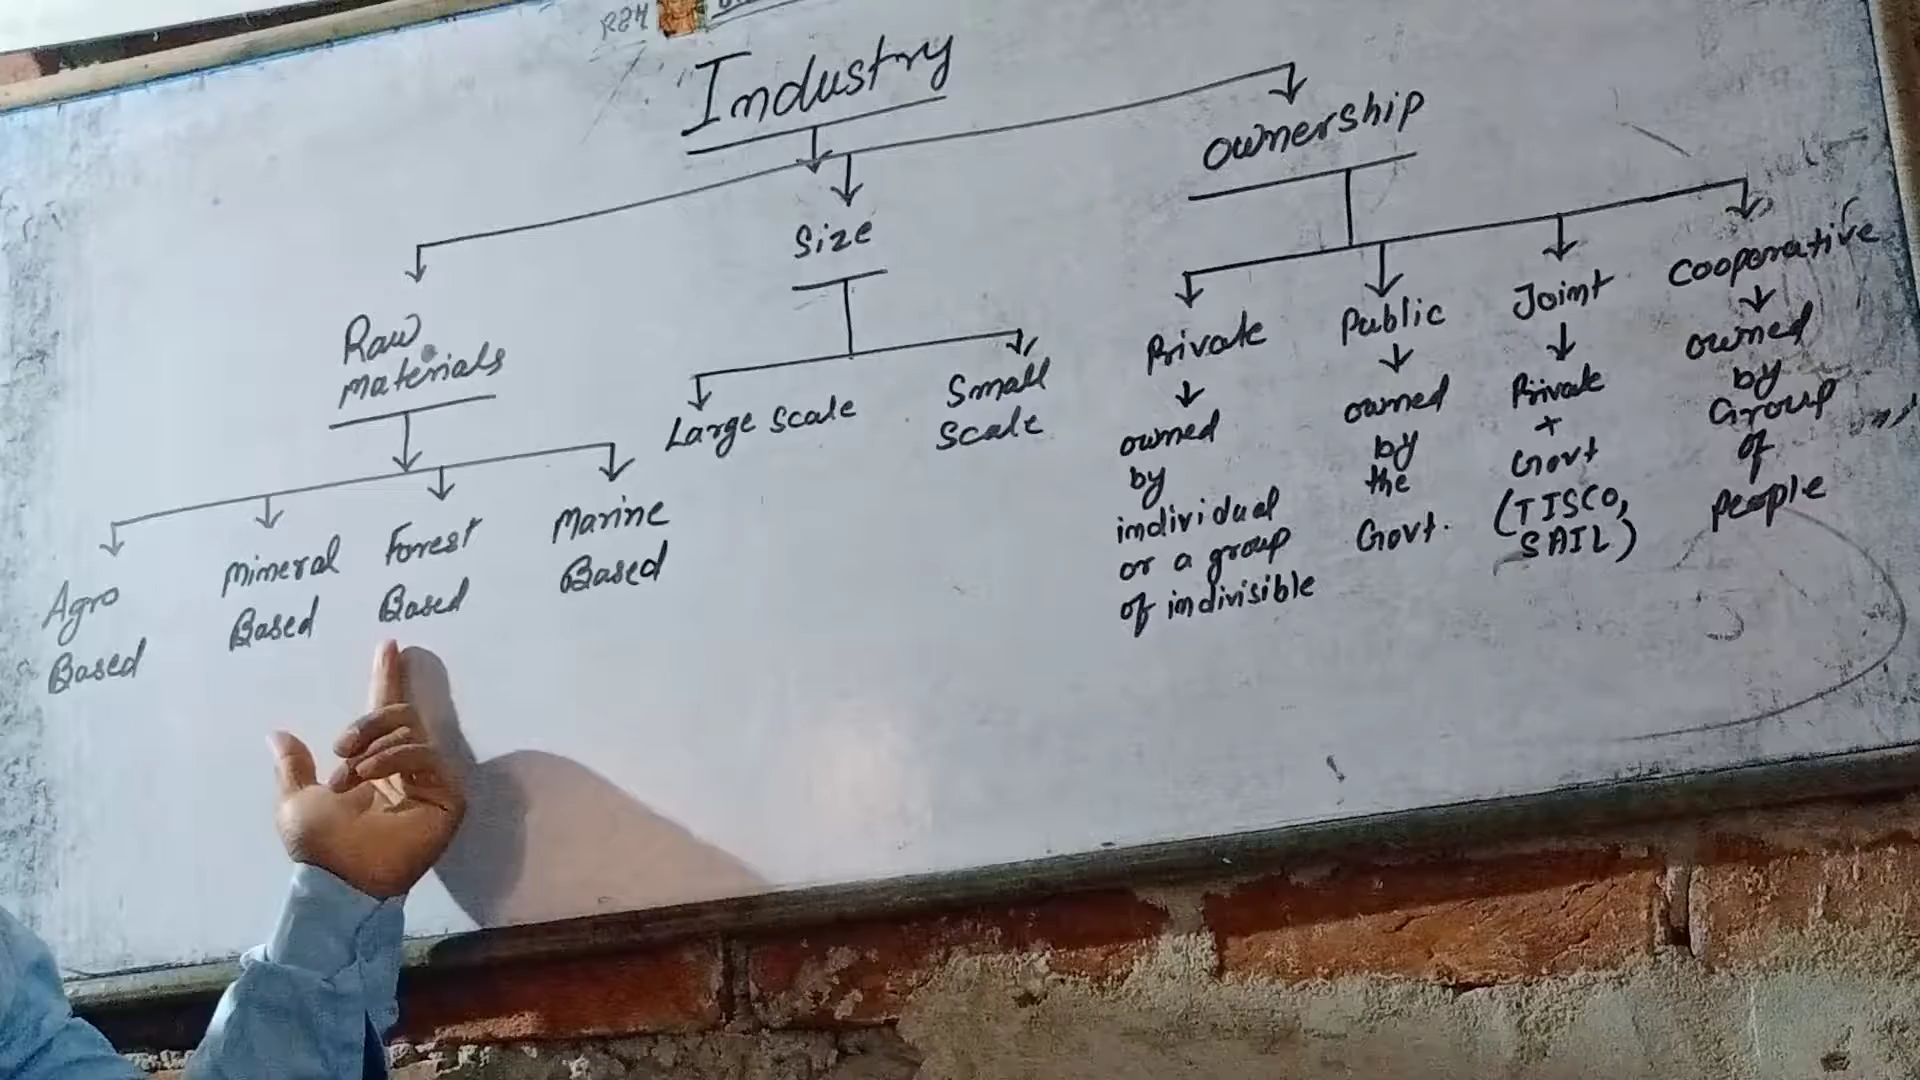 R24
Industry
ownership
Size
Raw
materials
Large Scale
Small
Scale
Agro
Based
Mineral
Based
Forest
Based
Marine
Based
Private
owned
by
individual
or a group
of indivisible
Public
owned
by
the
Govt.
Joint
Private
+
Govt
(TISCO,
SAIL)
Cooperative
owned
by
Group
of
People